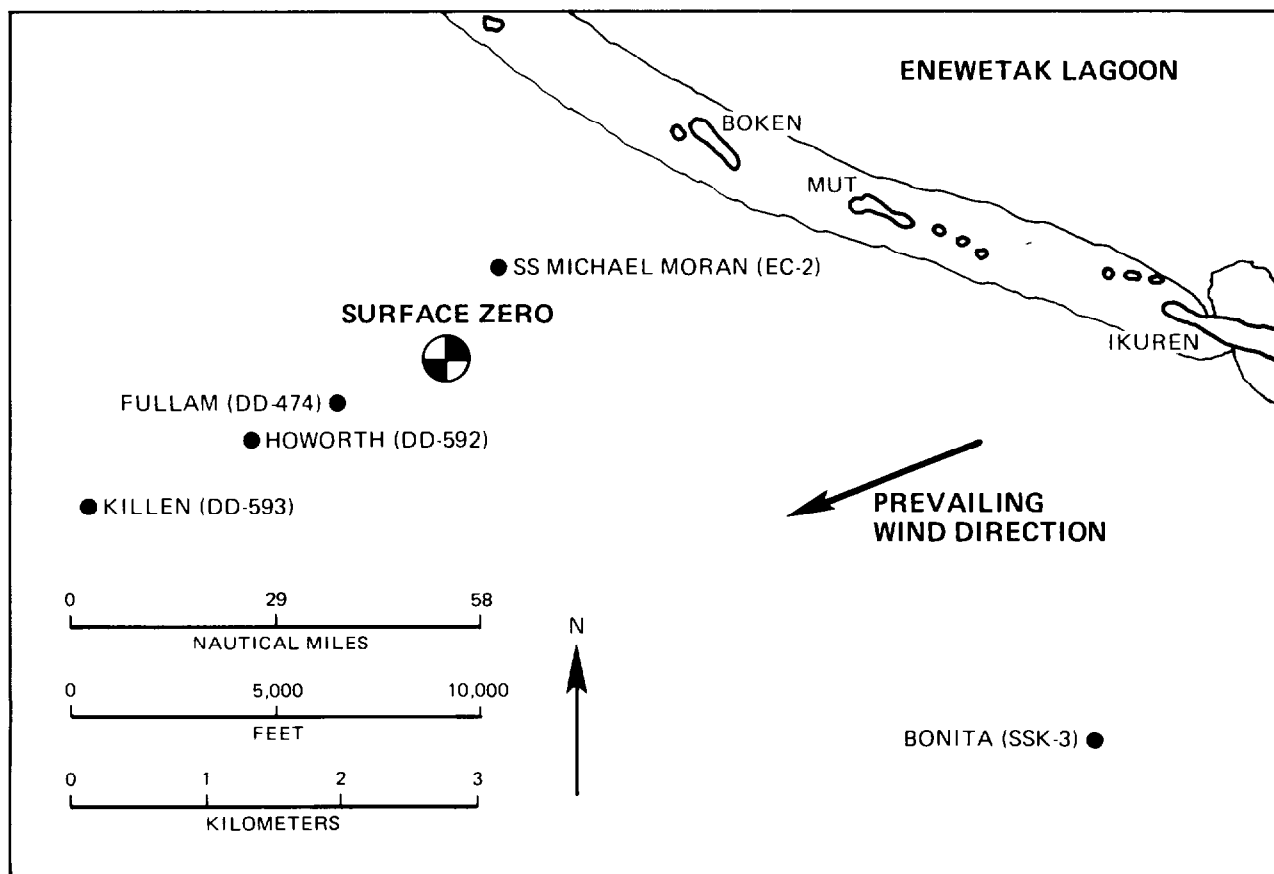 ENEWETAK LAGOON
BOKEN
MUT
SS MICHAEL MORAN (EC-2)
SURFACE ZERO
IKUREN
FULLAM (DD-474)
HOWORTH (DD-592)
KILLEN (DD-593)
PREVAILING
WIND DIRECTION
0 29 58
NAUTICAL MILES
N
0 5,000 10,000
FEET
BONITA (SSK-3)
0 1 2 3
KILOMETERS